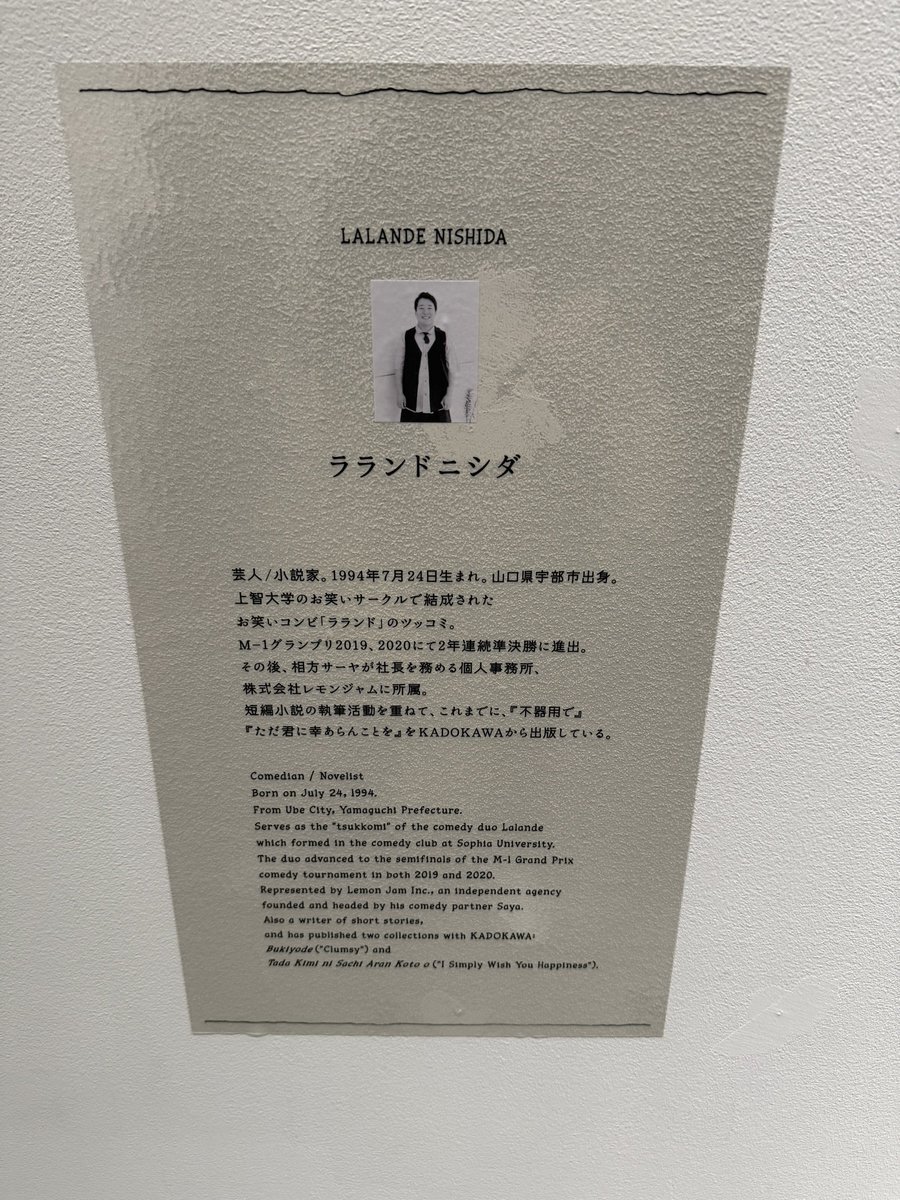 LALANDE NISHIDA
ラランドニシダ
芸人/小説家。1994年7月24日生まれ。山口県宇部市出身。
上智大学のお笑いサークルで結成された
お笑いコンビ「ララランド」のツッコミ。
M-1グランプリ2019、2020にて2年連続準決勝に進出。
その後、相方サーヤが社長を務める個人事務所、
株式会社レモンジャムに所属。
短編小説の執筆活動を重ねて、これまでに、『不器用で』
『ただ君に幸あらんことを』をKADOKAWAから出版している。
Comedian / Novelist
Born on July 24, 1994.
From Ube City, Yamaguchi Prefecture.
Serves as the "tsukkomi" of the comedy duo Lalande
which formed in the comedy club at Sophia University.
The duo advanced to the semifinals of the M-1 Grand Prix
comedy tournament in both 2019 and 2020.
Represented by Lemon Jam Inc., an independent agency
founded and headed by his comedy partner Saya.
Also a writer of short stories,
and has published two collections with KADOKAWA:
Bukiyode ("Clumsy") and
Tada Kimi ni Sachi Aran Koto o ("I Simply Wish You Happiness").